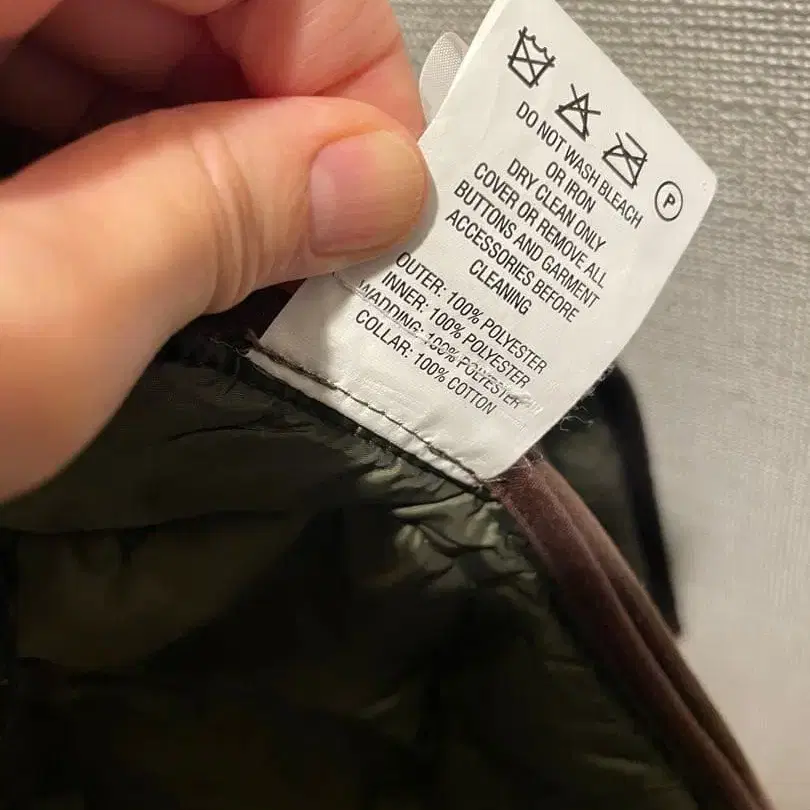 P
DO NOT WASH BLEACH
OR IRON
DRY CLEAN ONLY
COVER OR REMOVE ALL
BUTTONS AND GARMENT
ACCESSORIES BEFORE
CLEANING
OUTER: 100% POLYESTER
INNER: 100% POLYESTER
WADDING: 100% POLYESTER
COLLAR: 100% COTTON